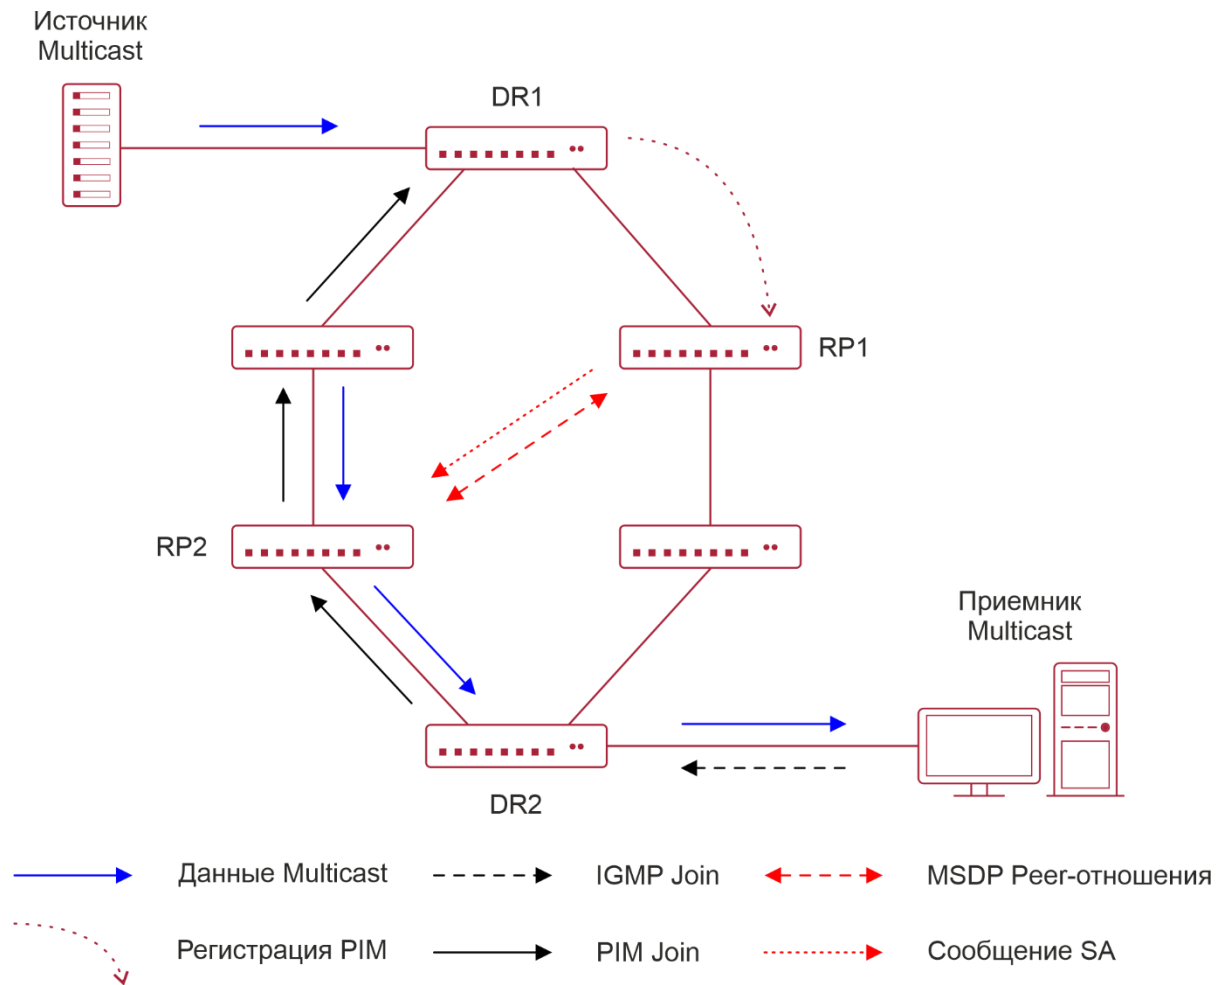 Источник
Multicast
DR1
RP1
RP2
Приемник
Multicast
DR2
Данные Multicast
IGMP Join
MSDP Peer-отношения
Регистрация PIM
PIM Join
Сообщение SA